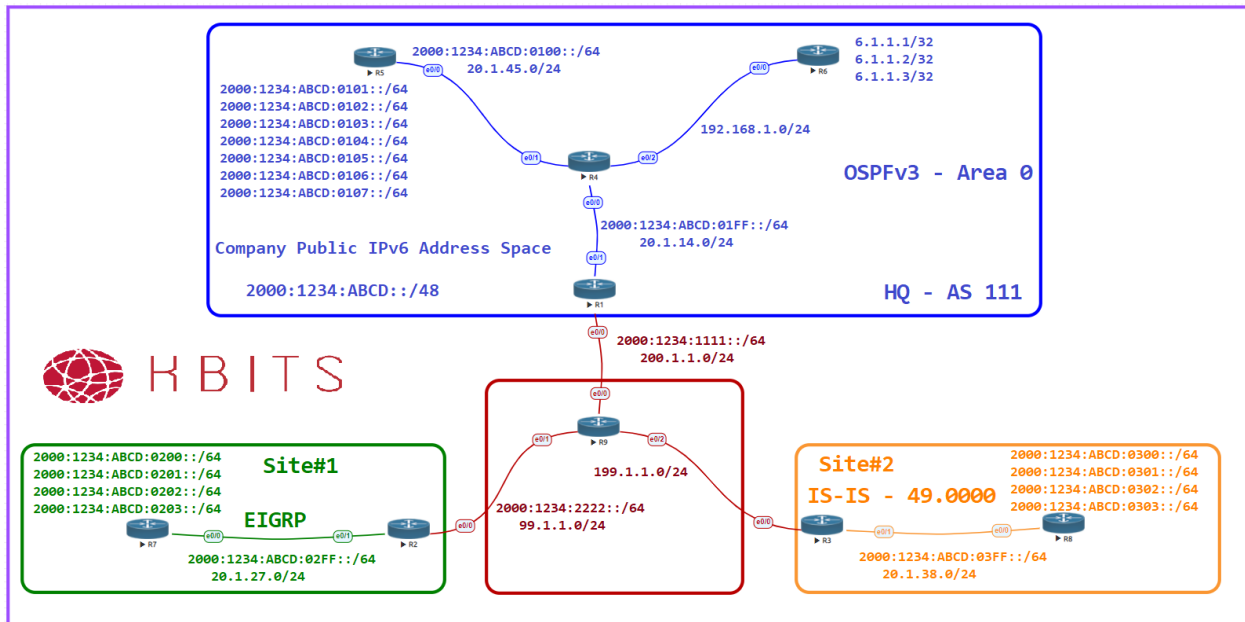 2000:1234:ABCD:0100::/64
20.1.45.0/24
e0/0
R5
2000:1234:ABCD:0101::/64
2000:1234:ABCD:0102::/64
2000:1234:ABCD:0103::/64
2000:1234:ABCD:0104::/64
2000:1234:ABCD:0105::/64
2000:1234:ABCD:0106::/64
2000:1234:ABCD:0107::/64
6.1.1.1/32
6.1.1.2/32
6.1.1.3/32
e0/0
R6
192.168.1.0/24
e0/1
e0/2
R4
e0/0
OSPFv3 - Area 0
2000:1234:ABCD:01FF::/64
20.1.14.0/24
Company Public IPv6 Address Space
2000:1234:ABCD::/48
e0/1
R1
HQ - AS 111
e0/0
2000:1234:1111::/64
200.1.1.0/24
KBITS
e0/0
R9
e0/1
e0/2
199.1.1.0/24
2000:1234:2222::/64
99.1.1.0/24
2000:1234:ABCD:0200::/64
2000:1234:ABCD:0201::/64
2000:1234:ABCD:0202::/64
2000:1234:ABCD:0203::/64
Site#1
EIGRP
R7
e0/0
e0/1
R2
e0/0
2000:1234:ABCD:02FF::/64
20.1.27.0/24
Site#2
IS-IS - 49.0000
2000:1234:ABCD:0300::/64
2000:1234:ABCD:0301::/64
2000:1234:ABCD:0302::/64
2000:1234:ABCD:0303::/64
e0/0
R3
e0/1
e0/0
R8
2000:1234:ABCD:03FF::/64
20.1.38.0/24